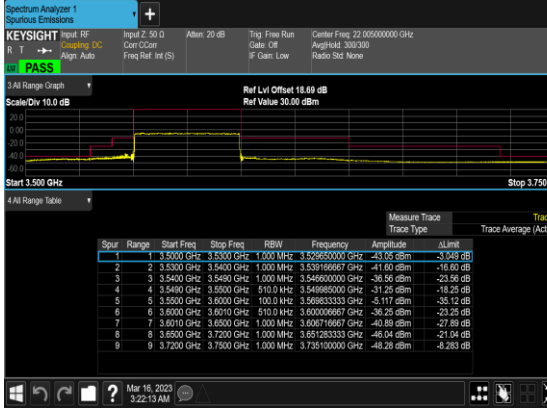 Spectrum Analyzer 1
Spurious Emissions
+
KEYSIGHT Input: RF Input Z: 50 Ω Atten: 20 dB Trig: Free Run Center Freq: 22.005000000 GHz
R T Coupling: DC Corr CCorr Gate: Off Avg|Hold: 300/300
Align: Auto Freq Ref: Int (S) IF Gain: Low Radio Std: None
PASS
3 All Range Graph Ref Lvl Offset 18.69 dB
Scale/Div 10.0 dB Ref Value 30.00 dBm
20.0
0.00
-20.0
-40.0
-60.0
Start 3.500 GHz Stop 3.750
4 All Range Table
Measure Trace Trac
Trace Type Trace Average (Act
Spur Range Start Freq Stop Freq RBW Frequency Amplitude ΔLimit
1 1 3.5000 GHz 3.5300 GHz 1.000 MHz 3.529650000 GHz -43.05 dBm -3.049 dB
2 2 3.5300 GHz 3.5400 GHz 1.000 MHz 3.539166667 GHz -41.60 dBm -16.60 dB
3 3 3.5400 GHz 3.5490 GHz 1.000 MHz 3.546600000 GHz -36.56 dBm -23.56 dB
4 4 3.5490 GHz 3.5500 GHz 510.0 kHz 3.549985000 GHz -31.25 dBm -18.25 dB
5 5 3.5500 GHz 3.6000 GHz 100.0 kHz 3.569833333 GHz -5.117 dBm -35.12 dB
6 6 3.6000 GHz 3.6010 GHz 510.0 kHz 3.600006667 GHz -36.25 dBm -23.25 dB
7 7 3.6010 GHz 3.6500 GHz 1.000 MHz 3.606716667 GHz -40.89 dBm -27.89 dB
8 8 3.6500 GHz 3.7200 GHz 1.000 MHz 3.651283333 GHz -46.04 dBm -21.04 dB
9 9 3.7200 GHz 3.7500 GHz 1.000 MHz 3.735100000 GHz -48.28 dBm -8.283 dB
? Mar 16, 2023
3:22:13 AM